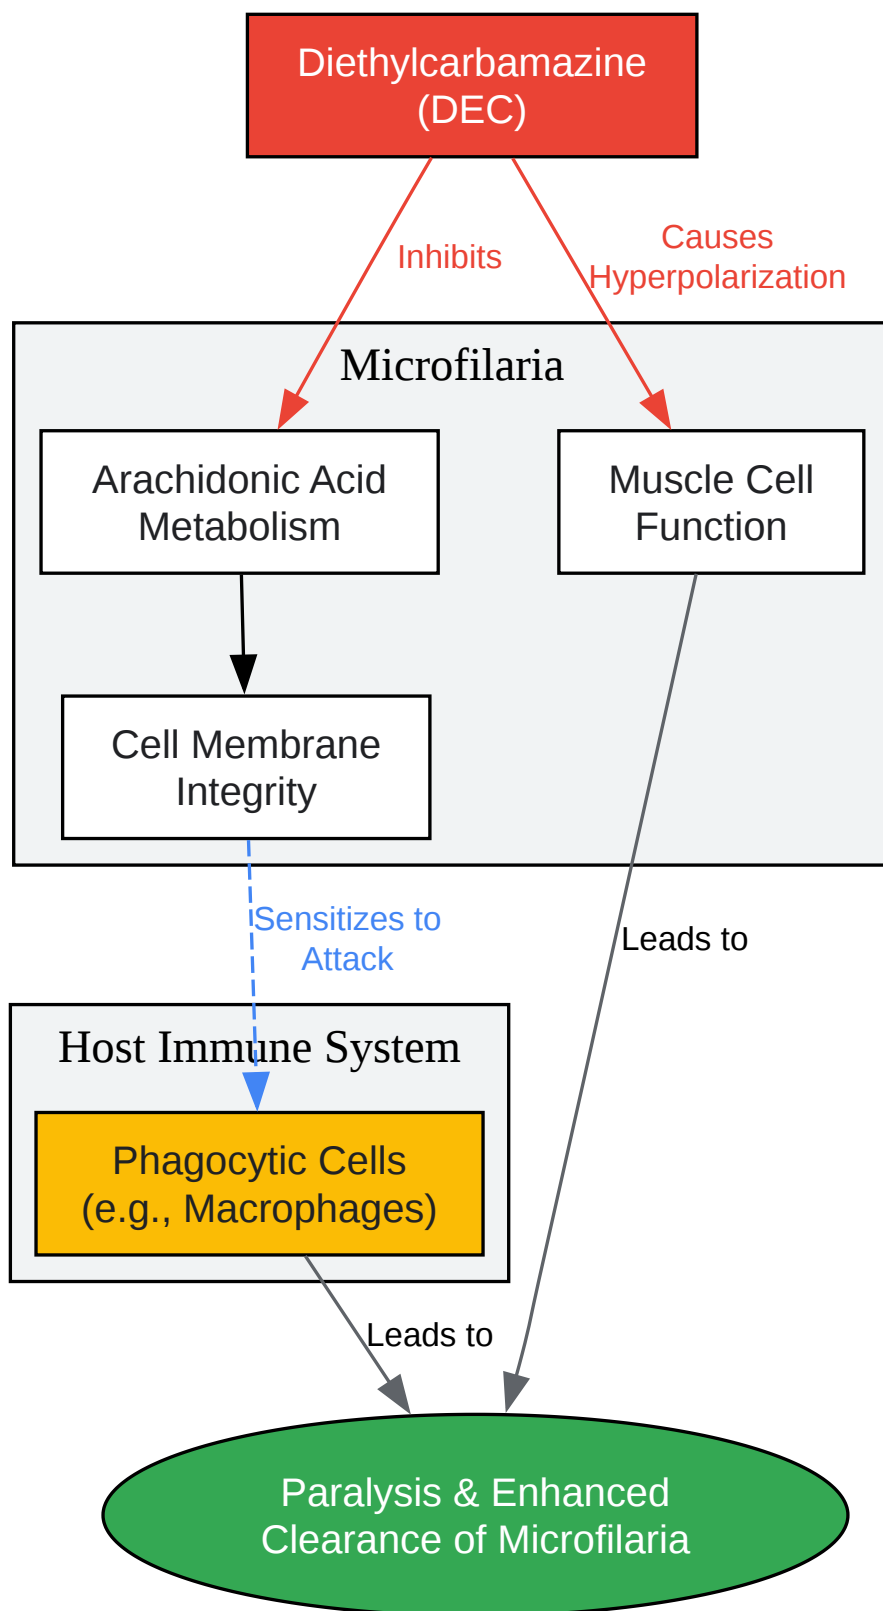 Diethylcarbamazine
(DEC)
Inhibits
Causes
Hyperpolarization
Microfilaria
Arachidonic Acid
Metabolism
Muscle Cell
Function
Cell Membrane
Integrity
Sensitizes to
Attack
Leads to
Host Immune System
Phagocytic Cells
(e.g., Macrophages)
Leads to
Paralysis & Enhanced
Clearance of Microfilaria